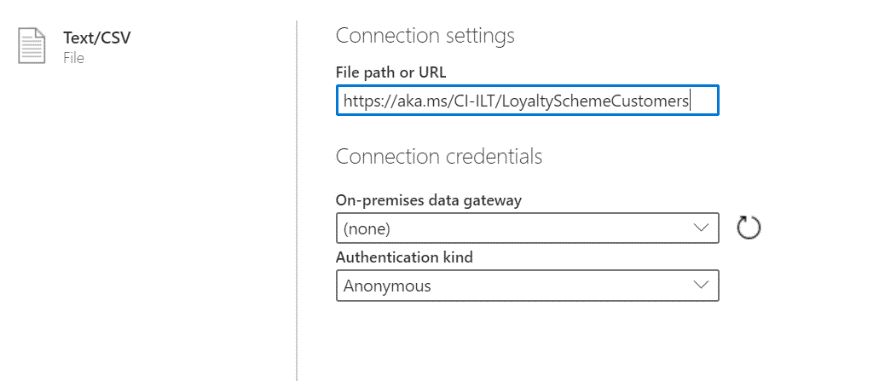 Text/CSV
File
Connection settings
File path or URL
https://aka.ms/CI-ILT/LoyaltySchemeCustomers
Connection credentials
On-premises data gateway
(none)
Authentication kind
Anonymous